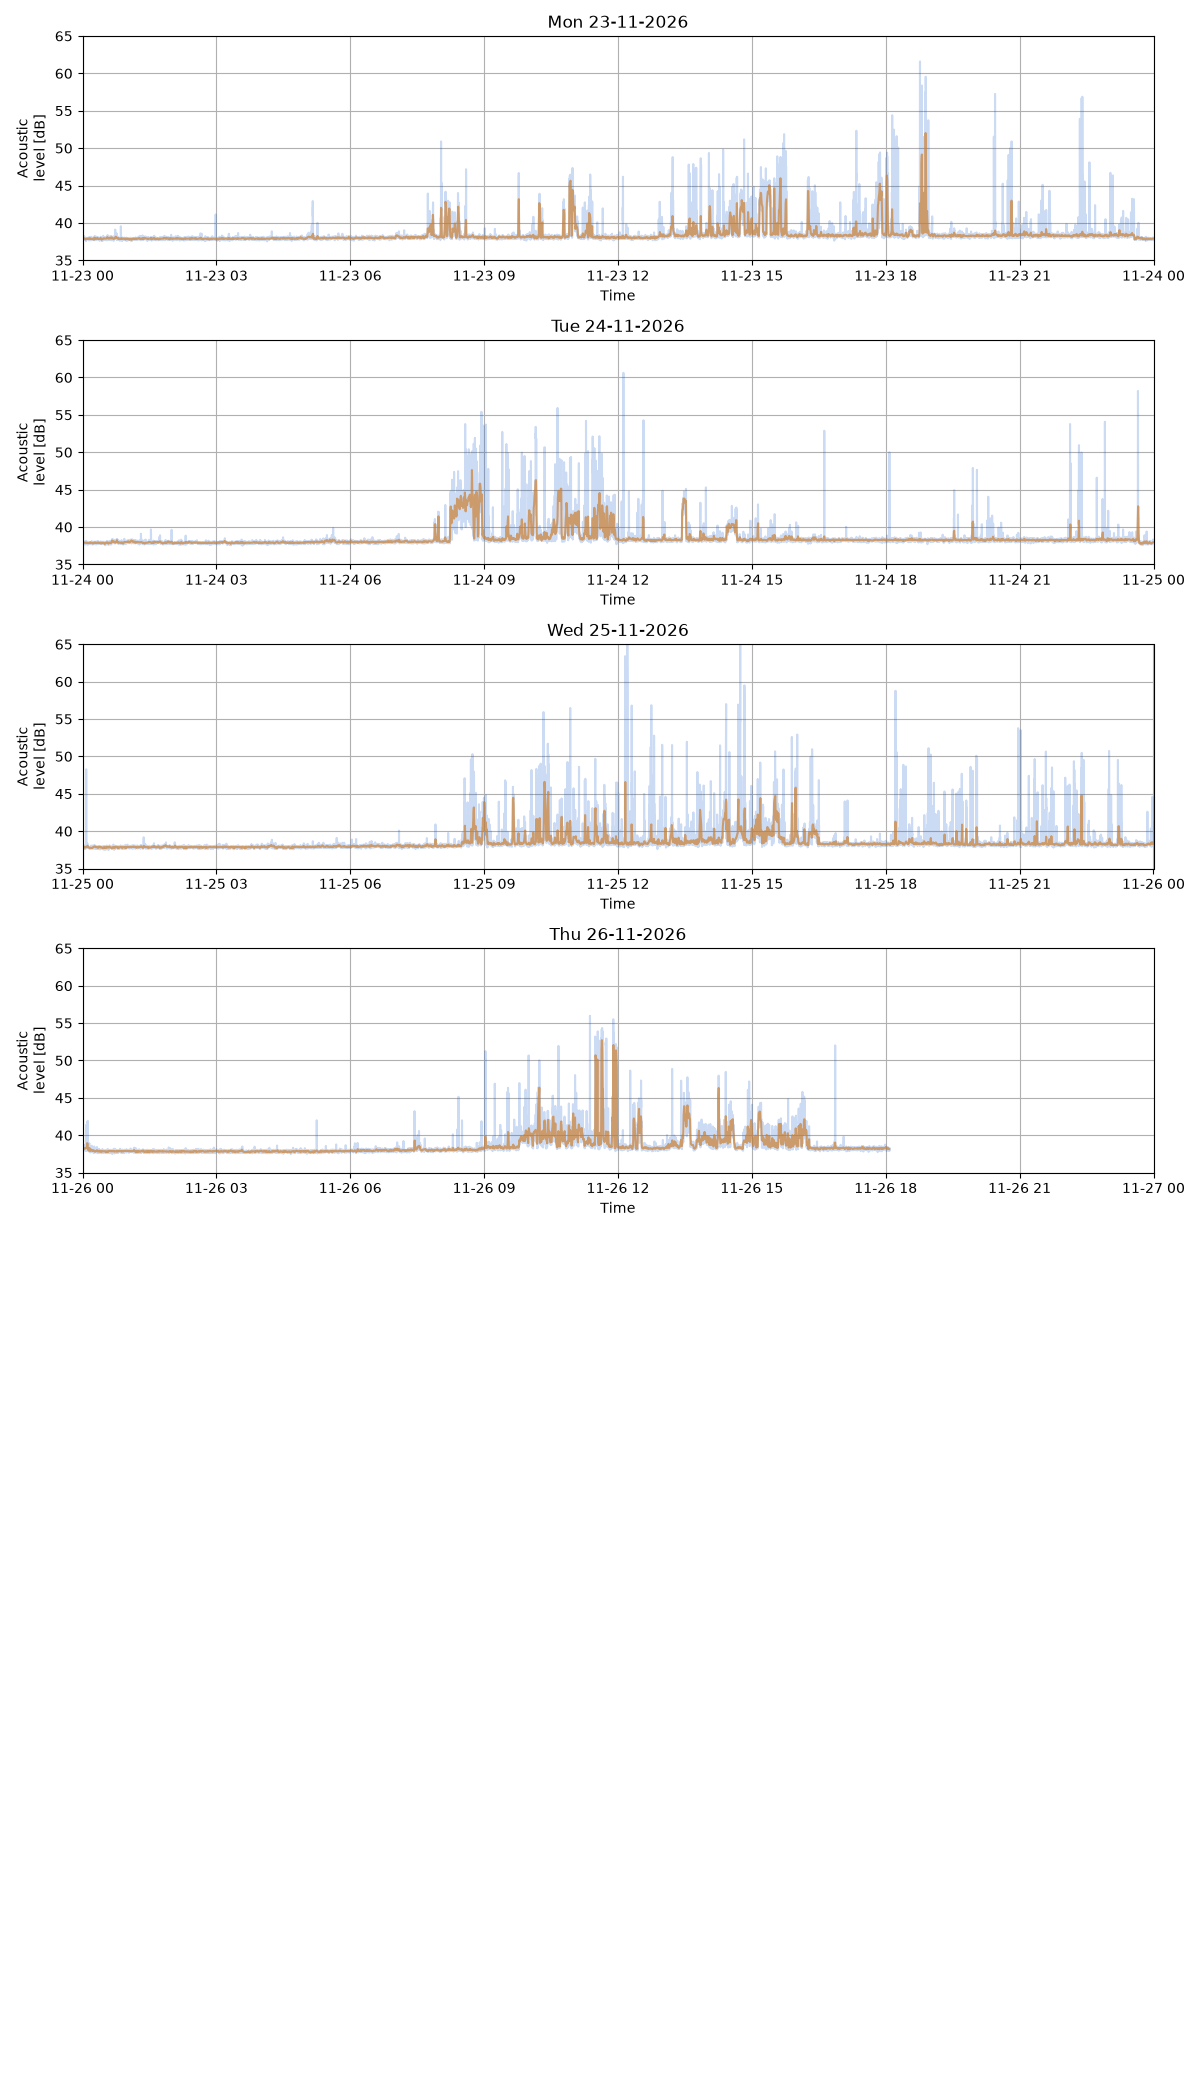 Mon 23-11-2026
65
60
55
50
45
40
35
Acoustic
level [dB]
11-23 00 11-23 03 11-23 06 11-23 09 11-23 12 11-23 15 11-23 18 11-23 21 11-24 00
Time
Tue 24-11-2026
65
60
55
50
45
40
35
Acoustic
level [dB]
11-24 00 11-24 03 11-24 06 11-24 09 11-24 12 11-24 15 11-24 18 11-24 21 11-25 00
Time
Wed 25-11-2026
65
60
55
50
45
40
35
Acoustic
level [dB]
11-25 00 11-25 03 11-25 06 11-25 09 11-25 12 11-25 15 11-25 18 11-25 21 11-26 00
Time
Thu 26-11-2026
65
60
55
50
45
40
35
Acoustic
level [dB]
11-26 00 11-26 03 11-26 06 11-26 09 11-26 12 11-26 15 11-26 18 11-26 21 11-27 00
Time